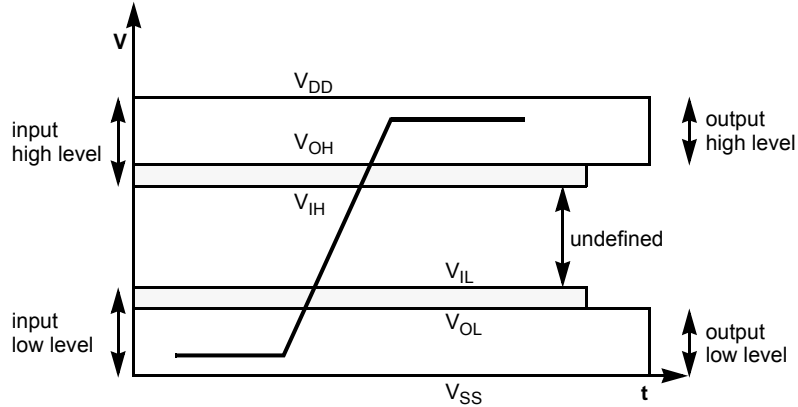 V
V_DD
input
high level
V_OH
output
high level
V_IH
undefined
V_IL
input
low level
V_OL
output
low level
V_SS
t